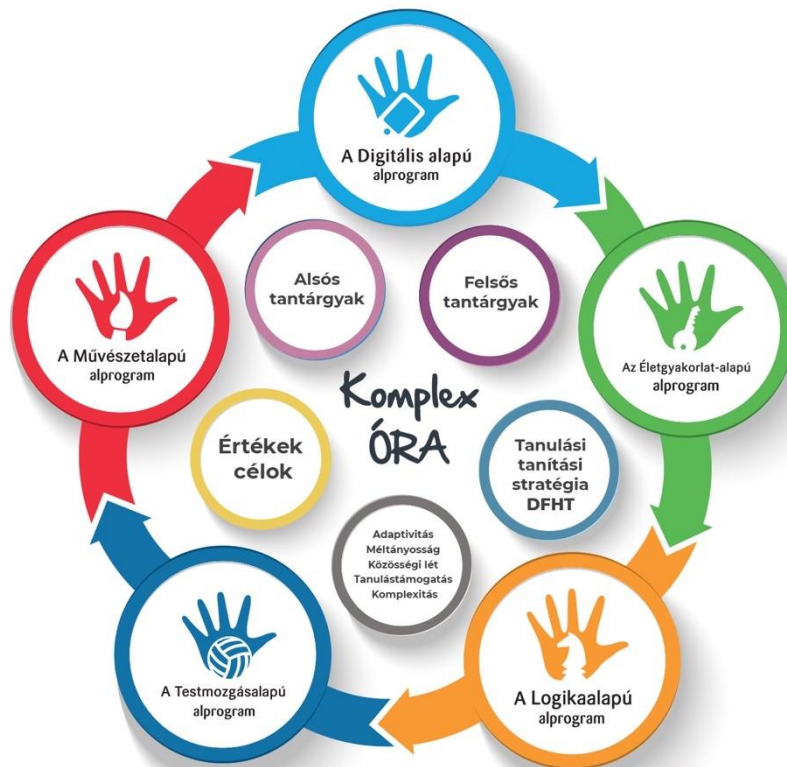 A Digitális alapú
alprogram
Alsós
tantárgyak
Felsős
tantárgyak
A Művészetalapú
alprogram
Az Életgyakorlat-alapú
alprogram
Komplex
ÓRA
Értékek
célok
Tanulási
tanítási
stratégia
DFHT
Adaptivitás
Méltányosság
Közösségi lét
Tanulástámogatás
Komplexitás
A Testmozgásalapú
alprogram
A Logikaalapú
alprogram